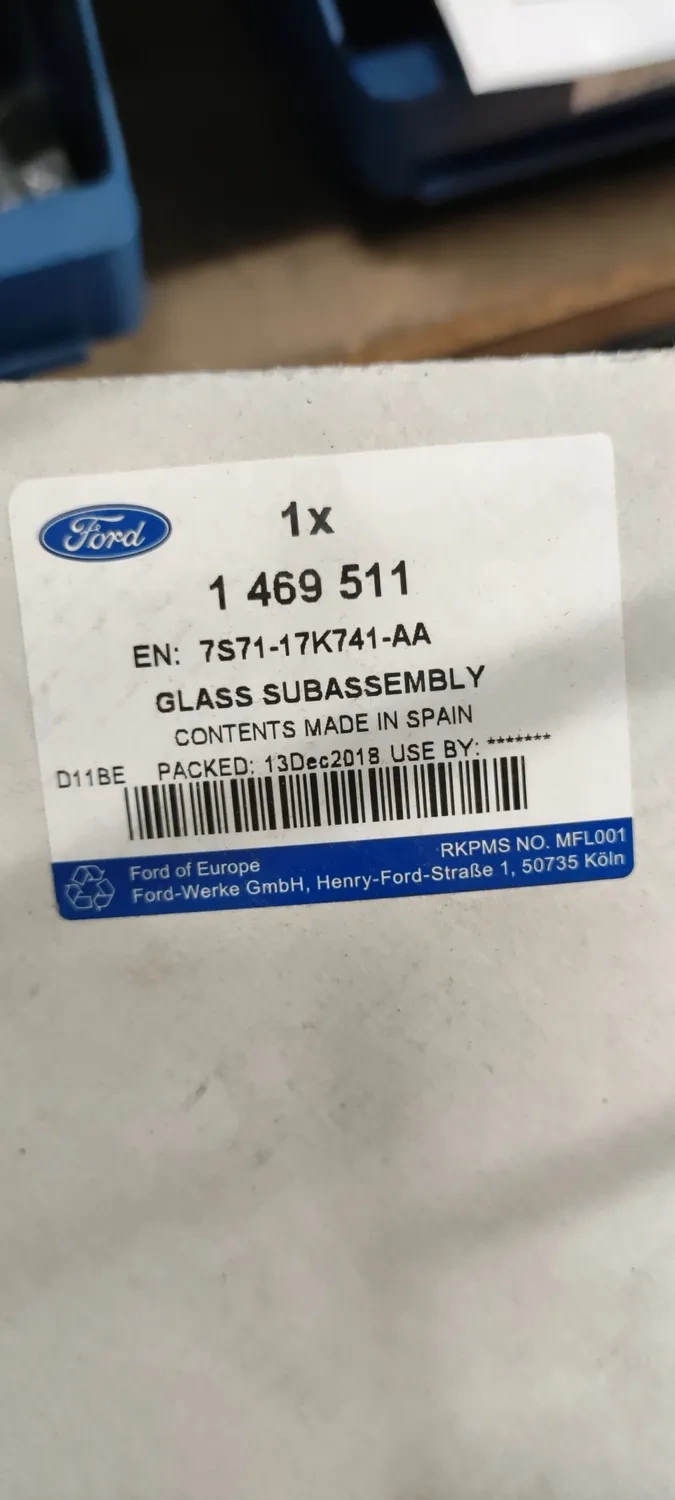 Ford
1x
1 469 511
EN: 7S71-17K741-AA
GLASS SUBASSEMBLY
CONTENTS MADE IN SPAIN
D11BE PACKED: 13Dec2018 USE BY: *******
RKPMS NO. MFL001
Ford of Europe
Ford-Werke GmbH, Henry-Ford-Straße 1, 50735 Köln